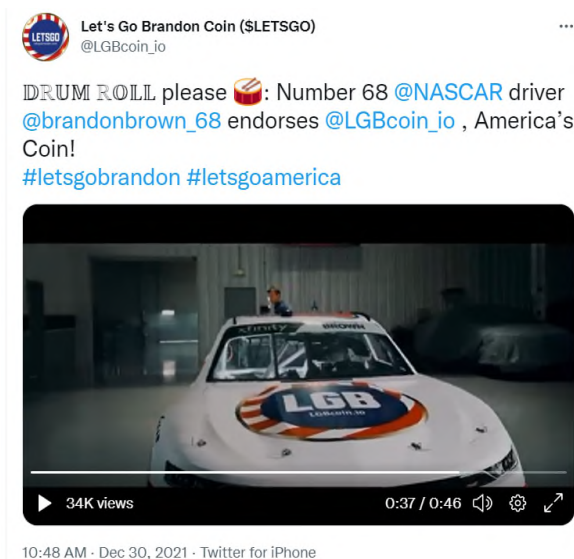 LETSGO
Let's Go Brandon Coin ($LETSGO)
@LGBcoin_io
𝔻ℝ𝕌𝕄 ℝ𝕆𝕃𝕃 please 🥁: Number 68 @NASCAR driver
@brandonbrown_68 endorses @LGBcoin_io , America’s
Coin!
#letsgobrandon #letsgoamerica
xfinity
BROWN
LGB
LGBcoin.io
34K views
0:37 / 0:46
10:48 AM · Dec 30, 2021 · Twitter for iPhone